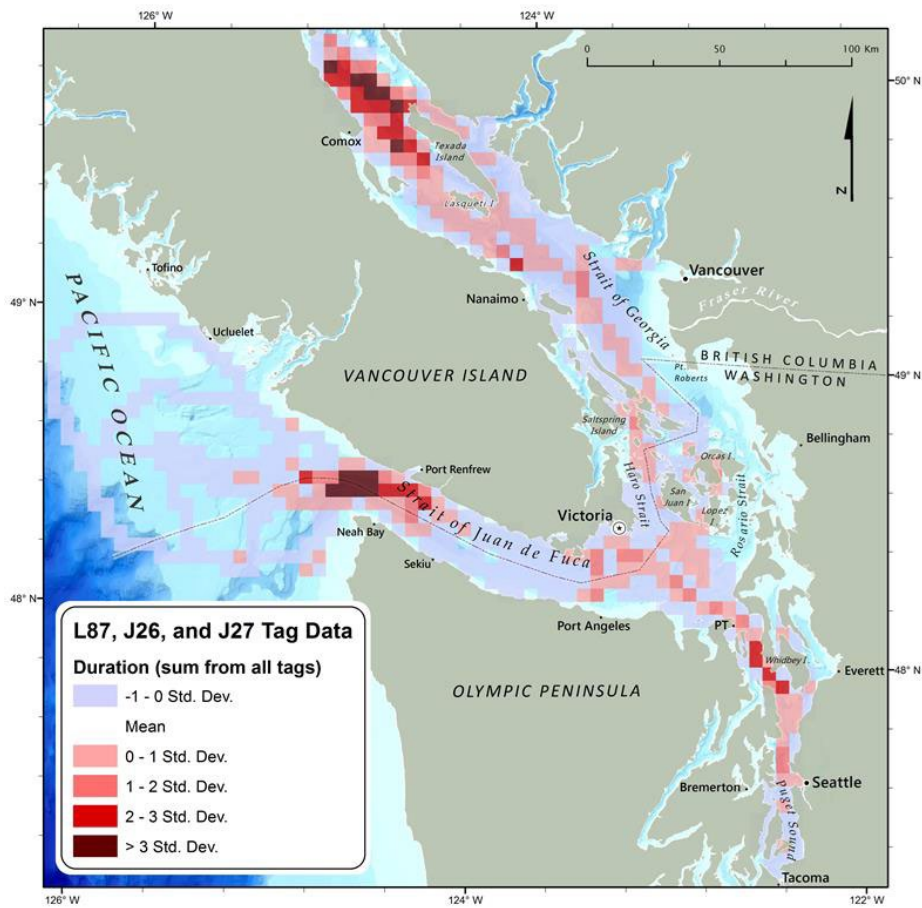 126° W
124° W
0
50
100 Km
50° N
Comox
Texada
Island
Lasqueti I
N
Tofino
Vancouver
Strait of Georgia
Fraser River
49° N
Nanaimo
Ucluelet
PACIFIC OCEAN
BRITISH COLUMBIA
WASHINGTON
Pt.
Roberts
VANCOUVER ISLAND
49° N
Saltspring
Island
Bellingham
Orcas I
Port Renfrew
Haro Strait
San
Juan I
Lopez
I
Rosario Strait
Strait of Juan de Fuca
Victoria
Neah Bay
Sekiu
48° N
Port Angeles
PT
Whidbey I
Everett
48° N
OLYMPIC PENINSULA
L87, J26, and J27 Tag Data
Duration (sum from all tags)
-1 - 0 Std. Dev.
Mean
0 - 1 Std. Dev.
1 - 2 Std. Dev.
2 - 3 Std. Dev.
> 3 Std. Dev.
Bremerton
Seattle
Puget Sound
Tacoma
126° W
124° W
122° W